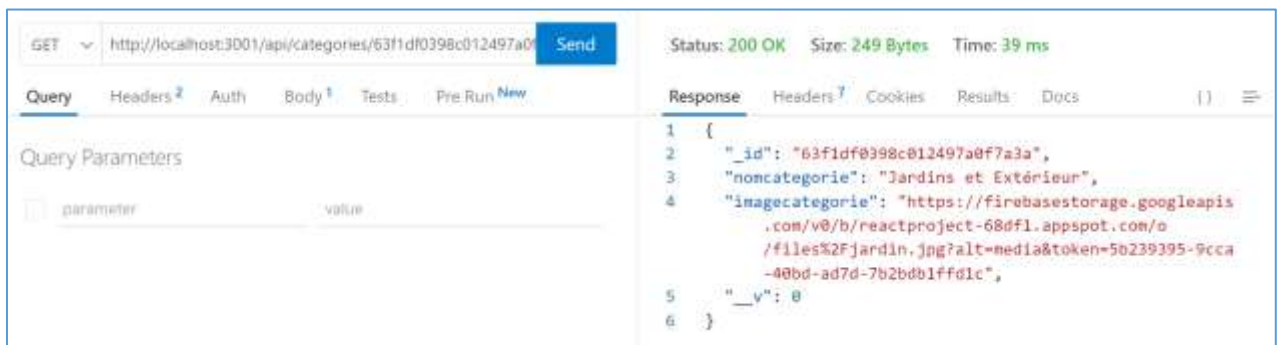 GET http://localhost:3001/api/categories/63f1df0398c012497a0f Send
Query Headers 2 Auth Body 1 Tests Pre Run New
Query Parameters
parameter value
Status: 200 OK Size: 249 Bytes Time: 39 ms
Response Headers 7 Cookies Results Docs { }
1 {
2 "_id": "63f1df0398c012497a0f7a3a",
3 "nomcategorie": "Jardins et Extérieur",
4 "imagecategorie": "https://firebasestorage.googleapis
.com/v0/b/reactproject-68df1.appspot.com/o
/files%2Fjardin.jpg?alt=media&token=5b239395-9cca
-40bd-ad7d-7b2bdb1ffd1c",
5 "__v": 0
6 }